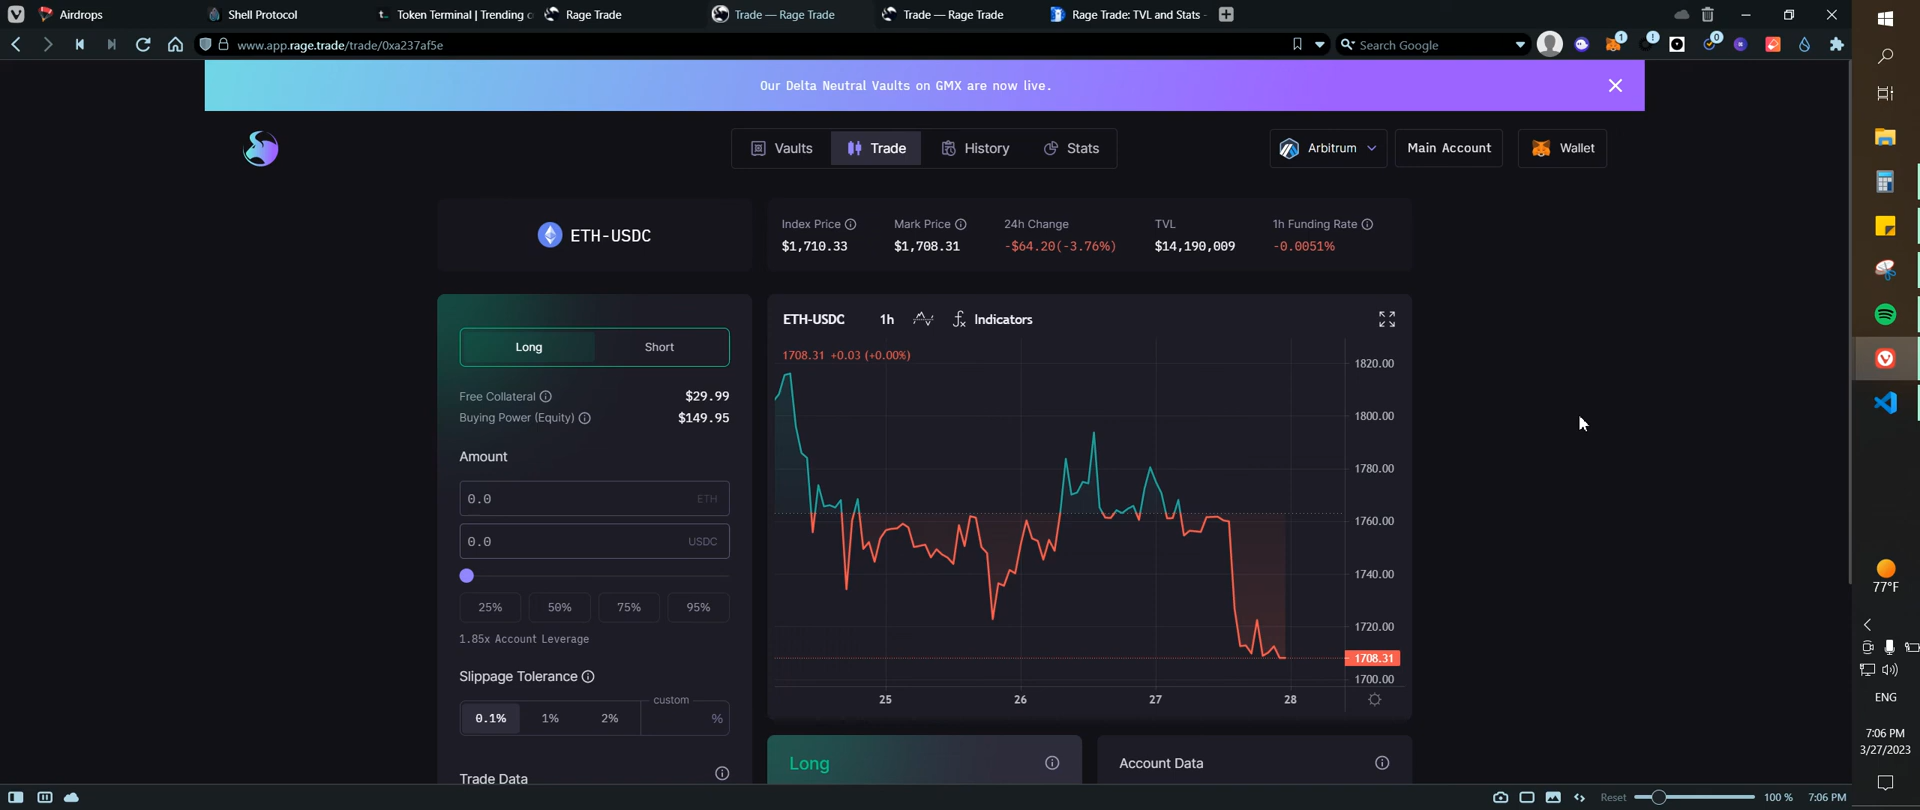 Airdrops
Shell Protocol
Token Terminal | Trending o
Rage Trade
Trade — Rage Trade
Trade — Rage Trade
Rage Trade: TVL and Stats -
www.app.rage.trade/trade/0xa237af5e
Search Google
1
!
0
Our Delta Neutral Vaults on GMX are now live.
Vaults
Trade
History
Stats
Arbitrum
Main Account
Wallet
ETH-USDC
Index Price
$1,710.33
Mark Price
$1,708.31
24h Change
-$64.20(-3.76%)
TVL
$14,190,009
1h Funding Rate
-0.0051%
Long
Short
Free Collateral
$29.99
Buying Power (Equity)
$149.95
Amount
0.0
ETH
0.0
USDC
25%
50%
75%
95%
1.85x Account Leverage
Slippage Tolerance
0.1%
1%
2%
custom
%
Trade Data
ETH-USDC
1h
Indicators
1708.31 +0.03 (+0.00%)
1820.00
1800.00
1780.00
1760.00
1740.00
1720.00
1708.31
1700.00
25
26
27
28
Long
Account Data
77°F
ENG
7:06 PM
3/27/2023
Reset
100 %
7:06 PM